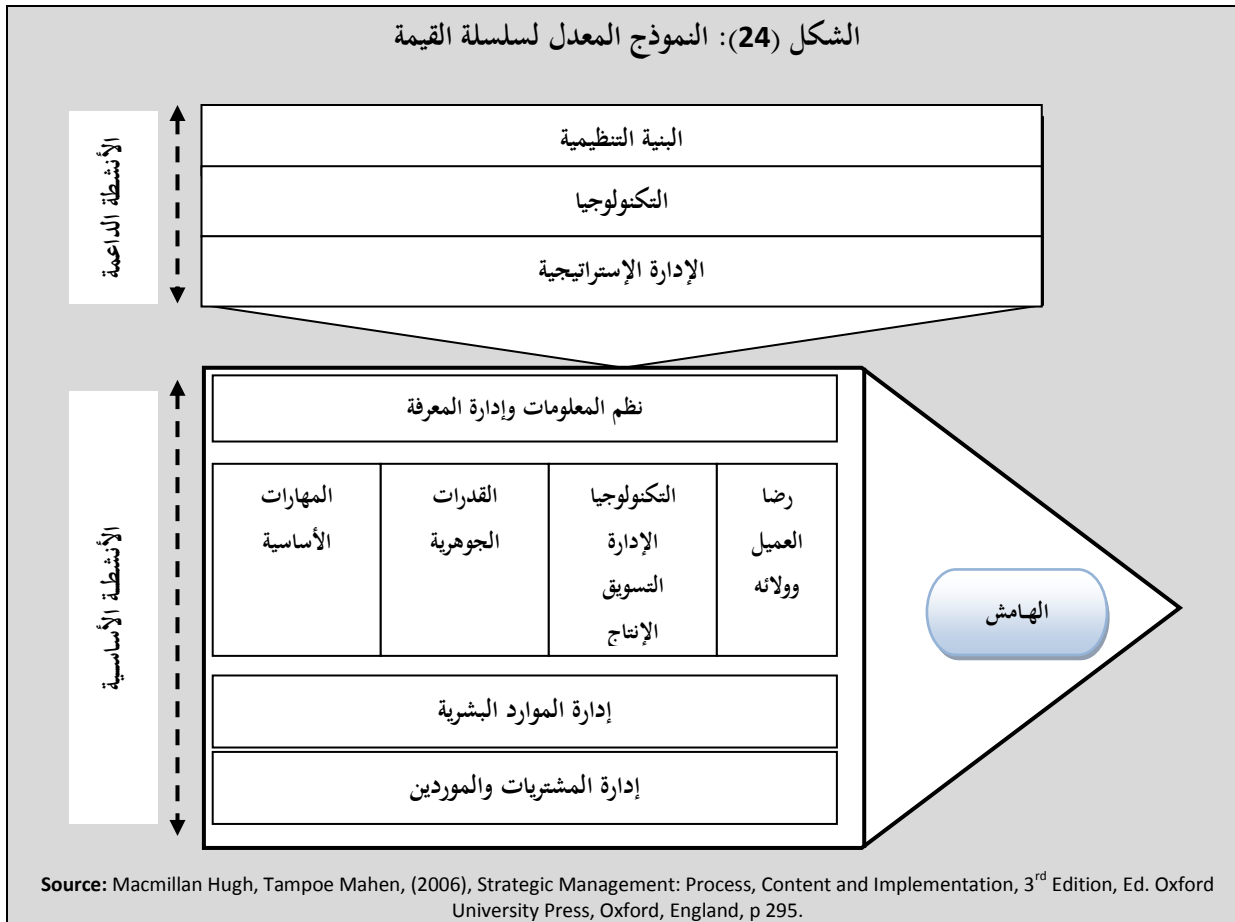 الشكل (24): النموذج المعدل لسلسلة القيمة
الأنشطة الداعمة
البنية التنظيمية
التكنولوجيا
الإدارة الإستراتيجية
الأنشطة الأساسية
نظم المعلومات وإدارة المعرفة
رضا
العميل
وولائه
التكنولوجيا
الإدارة
التسويق
الإنتاج
القدرات
الجوهرية
المهارات
الأساسية
إدارة الموارد البشرية
إدارة المشتريات والموردين
الهامش
Source: Macmillan Hugh, Tampoe Mahen, (2006), Strategic Management: Process, Content and Implementation, 3rd Edition, Ed. Oxford
University Press, Oxford, England, p 295.